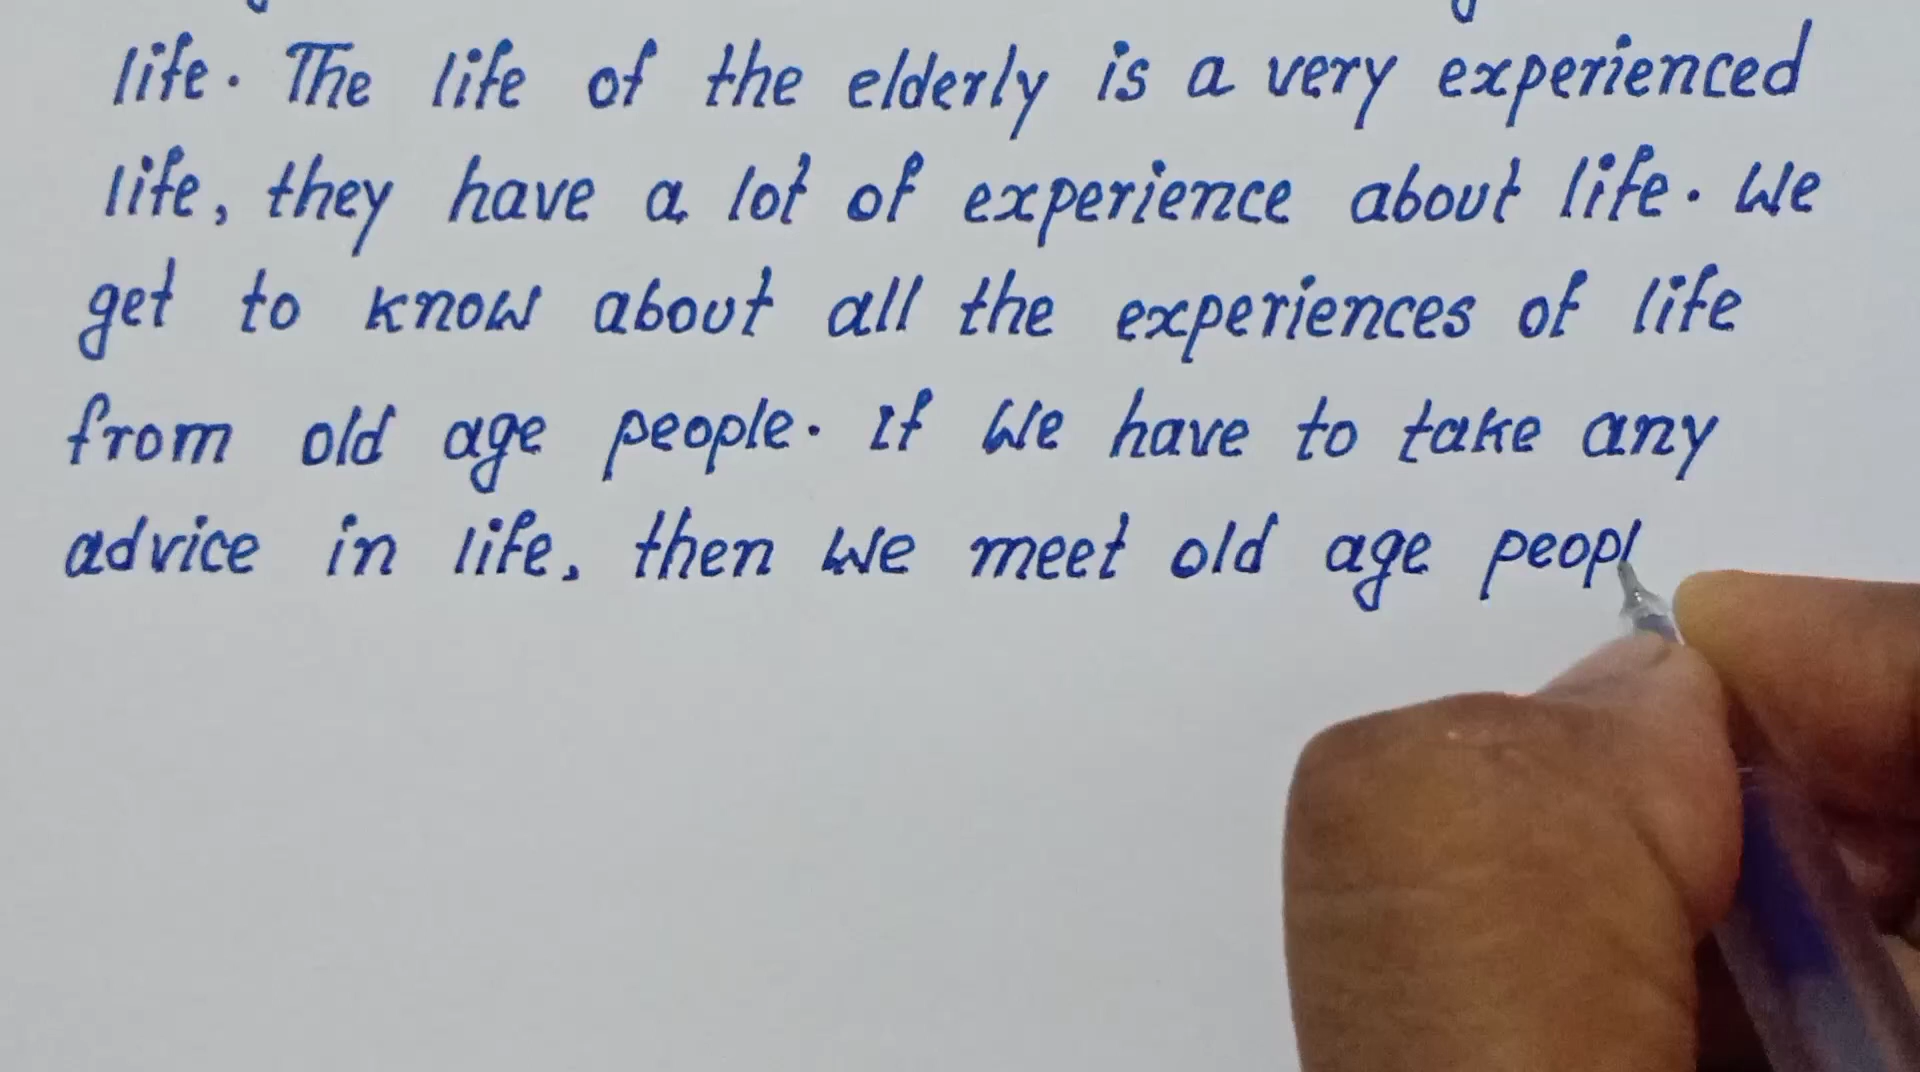 life. The life of the elderly is a very experienced
life, they have a lot of experience about life. We
get to know about all the experiences of life
from old age people. If we have to take any
advice in life, then we meet old age peopl